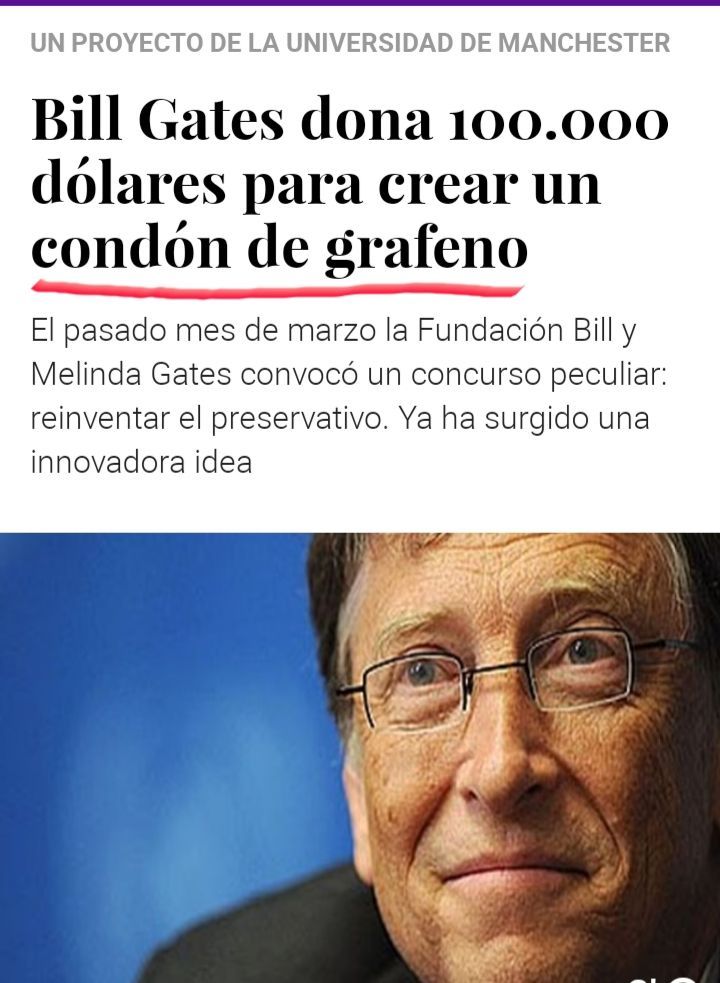 UN PROYECTO DE LA UNIVERSIDAD DE MANCHESTER
Bill Gates dona 100.000
dólares para crear un
condón de grafeno
El pasado mes de marzo la Fundación Bill y
Melinda Gates convocó un concurso peculiar:
reinventar el preservativo. Ya ha surgido una
innovadora idea